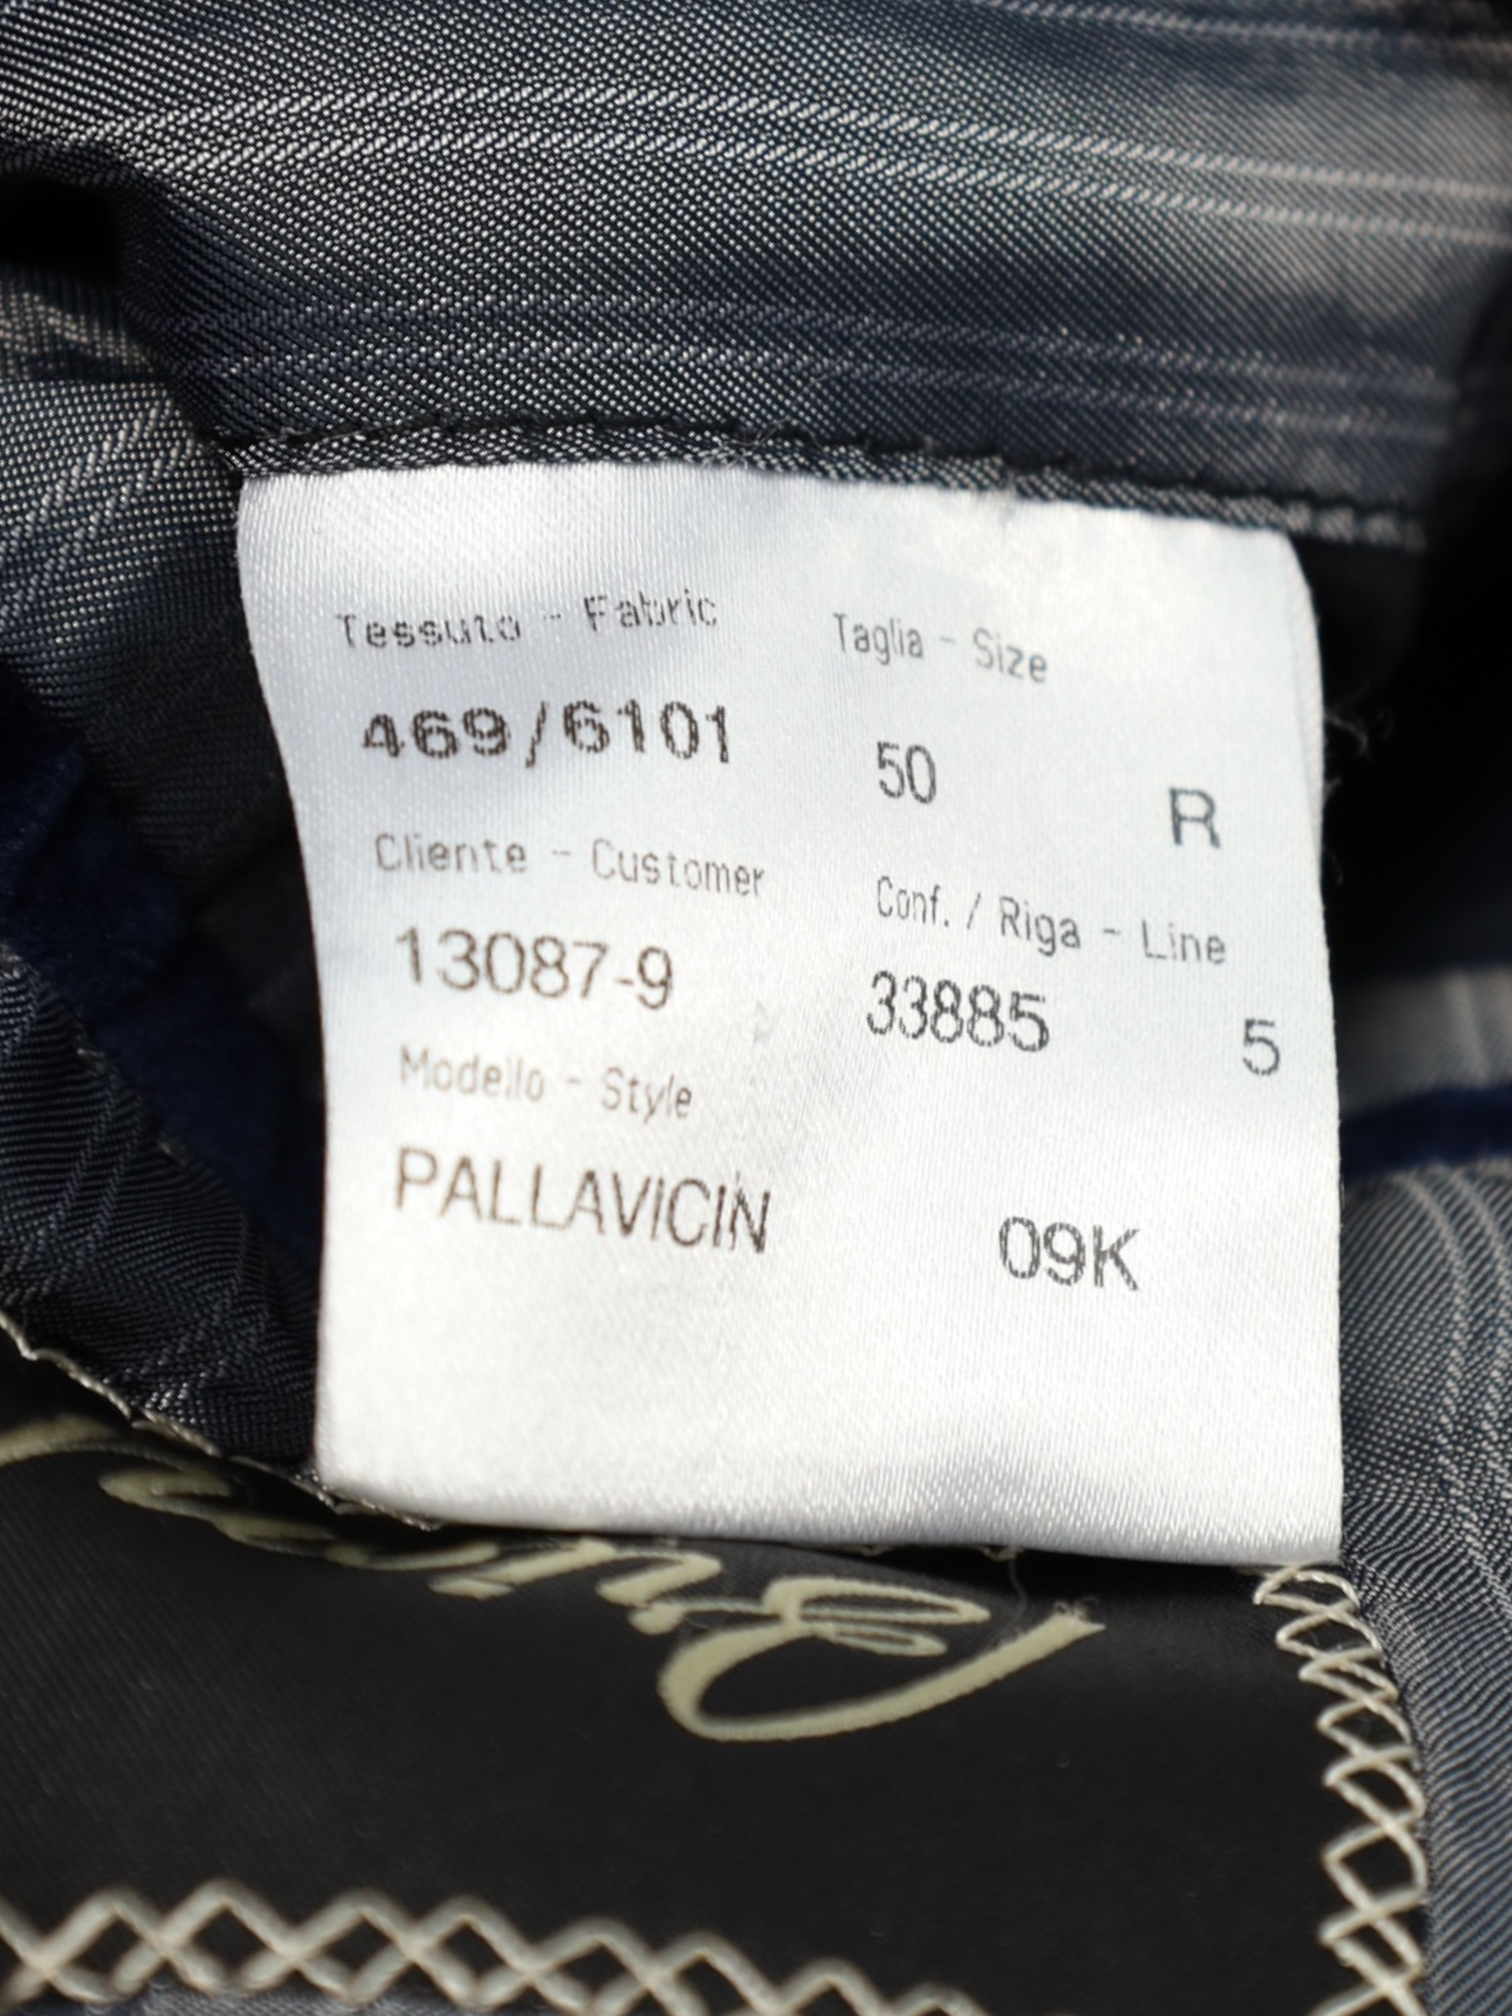 Tessuto - Fabric Taglia - Size
469/6101 50 R
Cliente - Customer Conf. / Riga - Line
13087-9 33885 5
Modello - Style
PALLAVICIN 09K